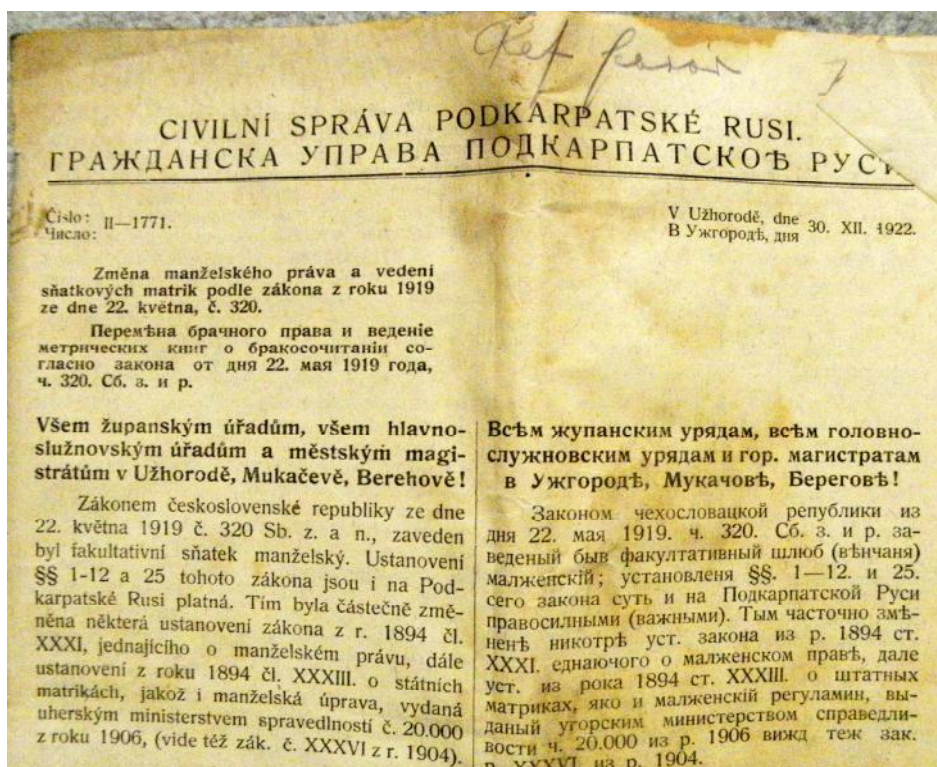 Ref
CIVILNÍ SPRÁVA PODKARPATSKÉ RUSI.
ГРАЖДАНСКА УПРАВА ПОДКАРПАТСКОѢ РУСИ
Číslo:
Число: II—1771.
V Užhorodě, dne
В Ужгородѣ, дня 30. XII. 1922.
Změna manželského práva a vedení
sňatkových matrik podle zákona z roku 1919
ze dne 22. května, č. 320.
Перемѣна брачного права и веденіе
метрических книг о бракосочитаніи со-
гласно закона от дня 22. мая 1919 года,
ч. 320. Сб. з. и р.
Všem županským úřadům, všem hlavno-
služnovským úřadům a městským magi-
strátům v Užhorodě, Mukačevě, Berehově!
Zákonem československé republiky ze dne
22. května 1919 č. 320 Sb. z. a n., zaveden
byl fakultativní sňatek manželský. Ustanovení
§§ 1-12 a 25 tohoto zákona jsou i na Pod-
karpatské Rusi platná. Tím byla částečně změ-
něna některá ustanovení zákona z r. 1894 čl.
XXXI, jednajícího o manželském právu, dále
ustanovení z roku 1894 čl. XXXIII. o státních
matrikách, jakož i manželská úprava, vydaná
uherským ministerstvem spravedlností č. 20.000
z roku 1906, (vide též zák. č. XXXVI z r. 1904).
Всѣм жупанским урядам, всѣм головно-
служновским урядам и гор. магистратам
в Ужгородѣ, Мукачовѣ, Береговѣ!
Законом чехословацкой републики из
дня 22. мая 1919. ч. 320. Сб. з. и р. за-
веденый быв факултативный шлюб (вѣнчаня)
малженскій; установленя §§. 1—12. и 25.
сего закона суть и на Подкарпатской Руси
правосилными (важными). Тым часточно змѣ-
ненѣ никотрѣ уст. закона из р. 1894 ст.
XXXI. еднаючого о малженском правѣ, дале
уст. из рока 1894 ст. XXXIII. о штатных
матриках, яко и малженскій регуламин, вы-
даный угорским министерством справедли-
вости ч. 20.000 из р. 1906 вижд теж зак.
XXXVI из р. 1904.